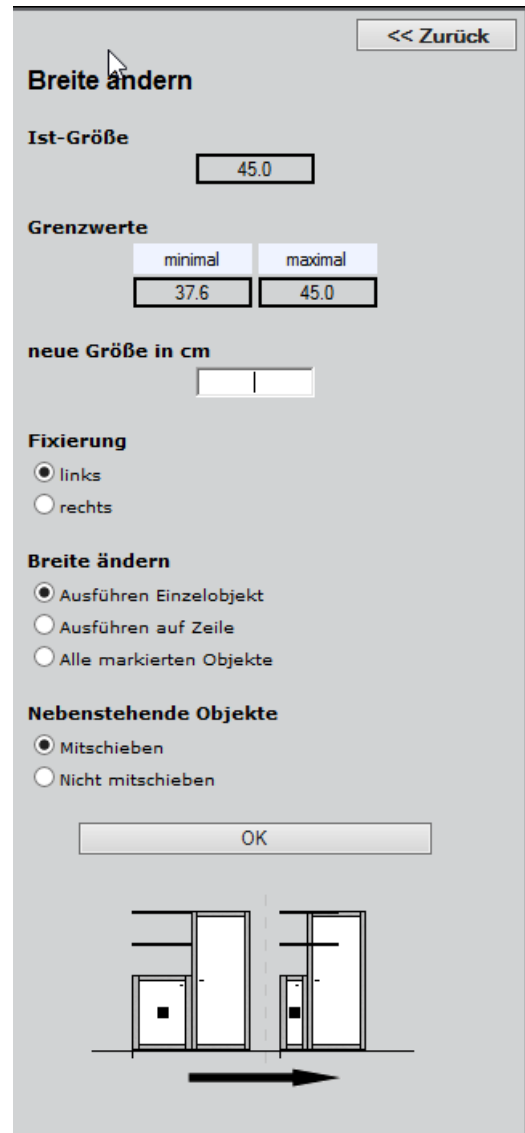 << Zurück
Breite ändern
Ist-Größe
45.0
Grenzwerte
minimal maximal
37.6 45.0
neue Größe in cm
Fixierung
links
rechts
Breite ändern
Ausführen Einzelobjekt
Ausführen auf Zeile
Alle markierten Objekte
Nebenstehende Objekte
Mitschieben
Nicht mitschieben
OK